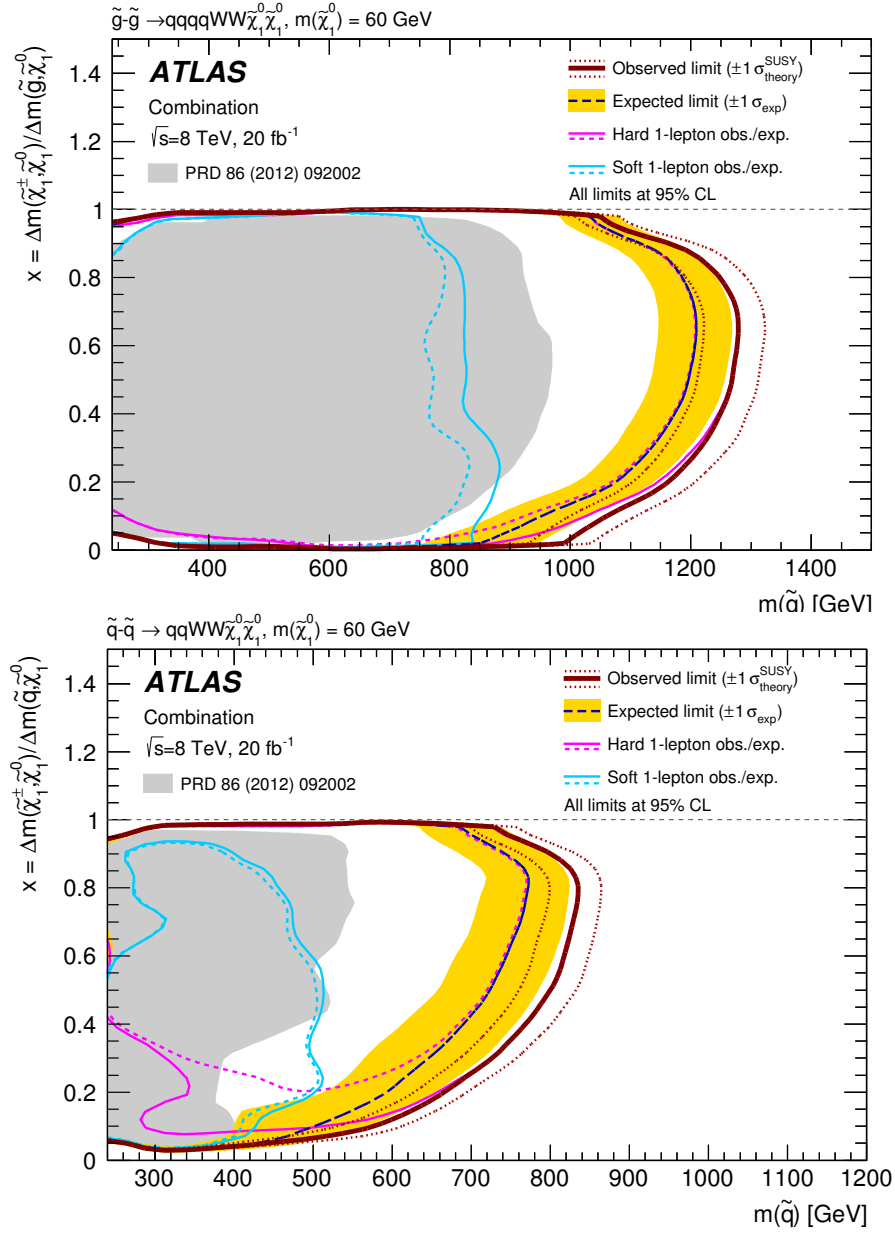 g̃-g̃ →qqqqWWχ̃₁⁰χ̃₁⁰, m(χ̃₁⁰) = 60 GeV
x = Δm(χ̃₁±,χ̃₁⁰)/Δm(g̃,χ̃₁⁰)
1.4
1.2
1
0.8
0.6
0.4
0.2
0
ATLAS
Combination
√s=8 TeV, 20 fb⁻¹
PRD 86 (2012) 092002
Observed limit (±1 σ_theory^SUSY)
Expected limit (±1 σ_exp)
Hard 1-lepton obs./exp.
Soft 1-lepton obs./exp.
All limits at 95% CL
400 600 800 1000 1200 1400
m(g̃) [GeV]
q̃-q̃ → qqWWχ̃₁⁰χ̃₁⁰, m(χ̃₁⁰) = 60 GeV
x = Δm(χ̃₁±,χ̃₁⁰)/Δm(q̃,χ̃₁⁰)
1.4
1.2
1
0.8
0.6
0.4
0.2
0
ATLAS
Combination
√s=8 TeV, 20 fb⁻¹
PRD 86 (2012) 092002
Observed limit (±1 σ_theory^SUSY)
Expected limit (±1 σ_exp)
Hard 1-lepton obs./exp.
Soft 1-lepton obs./exp.
All limits at 95% CL
300 400 500 600 700 800 900 1000 1100 1200
m(q̃) [GeV]